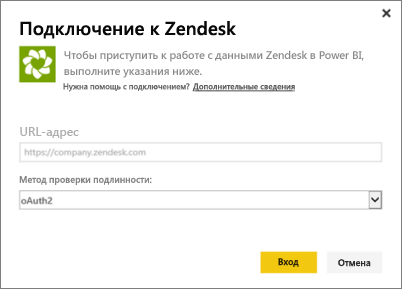 Подключение к Zendesk
Чтобы приступить к работе с данными Zendesk в Power BI,
выполните указания ниже.
Нужна помощь с подключением? Дополнительные сведения
URL-адрес
https://company.zendesk.com
Метод проверки подлинности:
oAuth2
Вход
Отмена